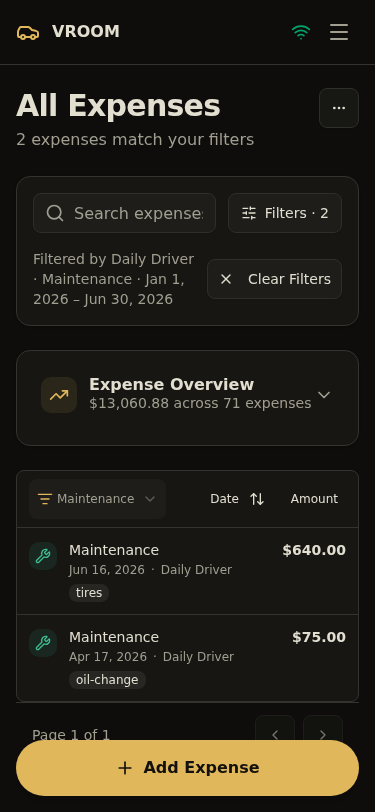 VROOM
All Expenses
2 expenses match your filters
Search expenses
Filters · 2
Filtered by Daily Driver
· Maintenance · Jan 1,
2026 – Jun 30, 2026
Clear Filters
Expense Overview
$13,060.88 across 71 expenses
Maintenance
Date
Amount
Maintenance
$640.00
Jun 16, 2026 · Daily Driver
tires
Maintenance
$75.00
Apr 17, 2026 · Daily Driver
oil-change
Page 1 of 1
Add Expense